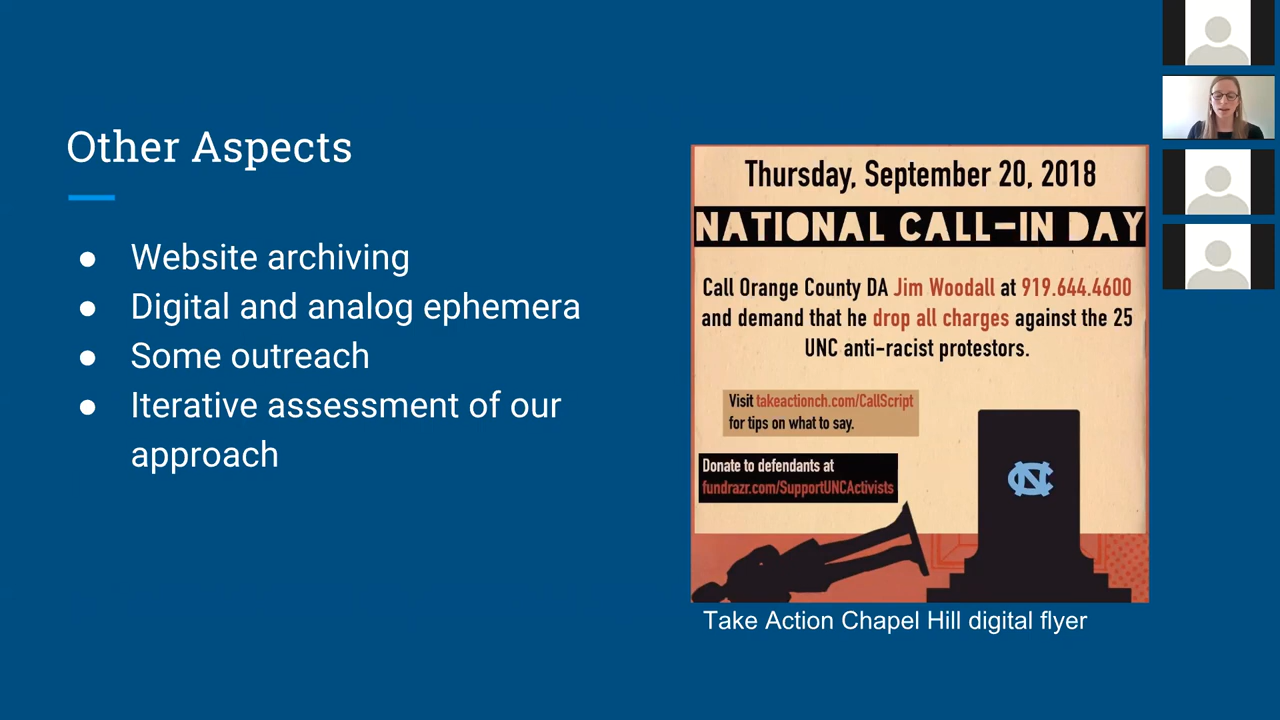 Other Aspects
● Website archiving
● Digital and analog ephemera
● Some outreach
● Iterative assessment of our
approach
Thursday, September 20, 2018
NATIONAL CALL-IN DAY
Call Orange County DA Jim Woodall at 919.644.4600
and demand that he drop all charges against the 25
UNC anti-racist protestors.
Visit takeactionch.com/CallScript
for tips on what to say.
Donate to defendants at
fundrazr.com/SupportUNCActivists
NC
Take Action Chapel Hill digital flyer